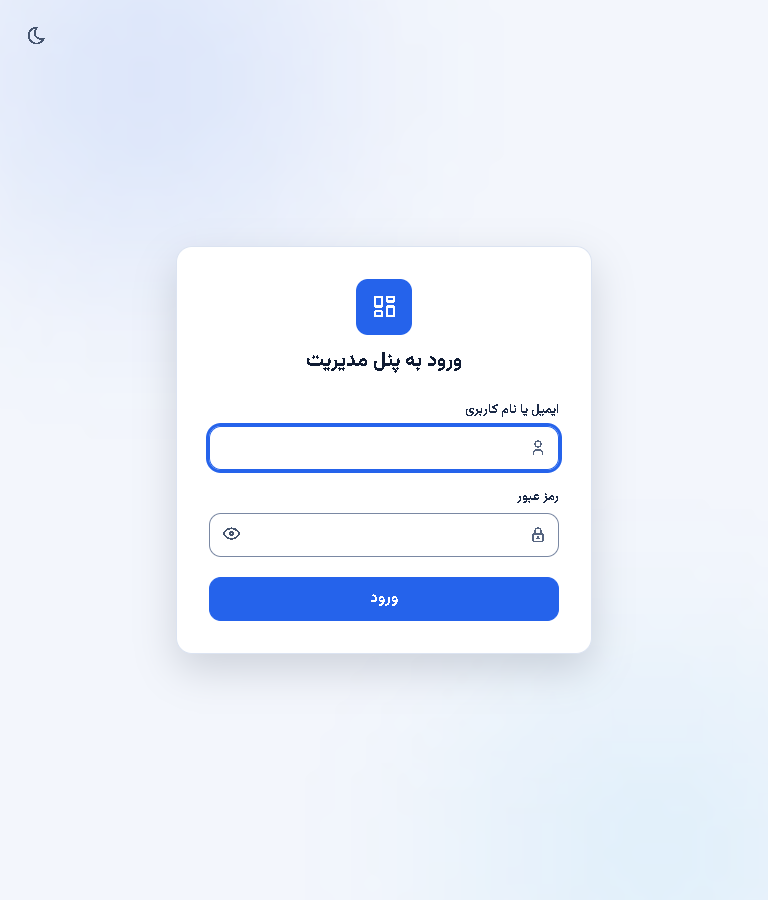 ورود به پنل مدیریت
ایمیل یا نام کاربری
رمز عبور
ورود